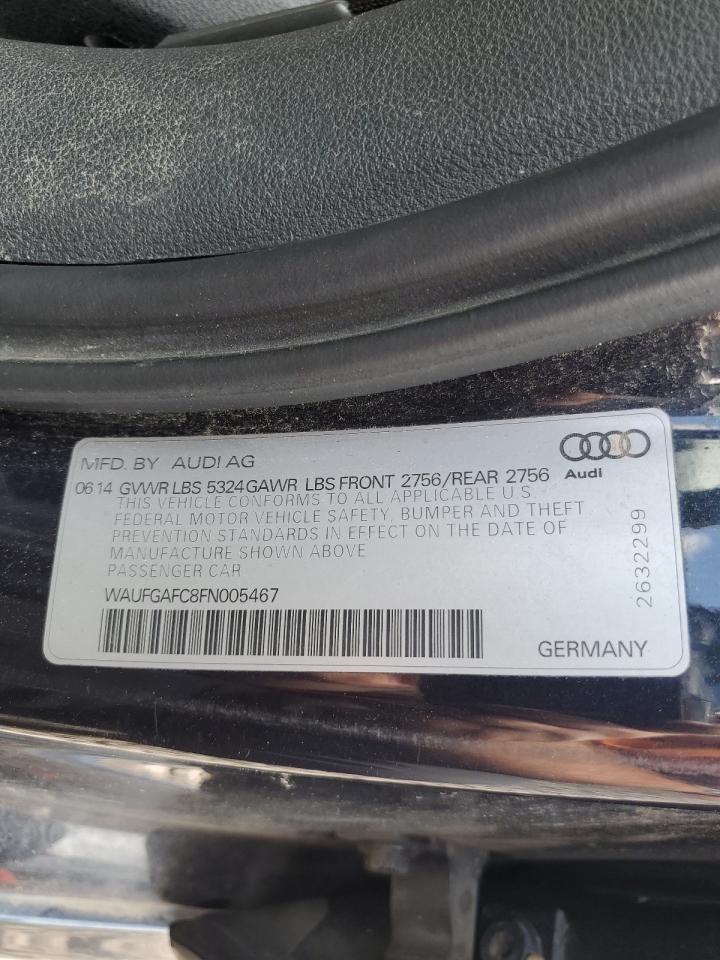 MFD. BY AUDI AG
06 14 GVWR LBS 5324 GAWR LBS FRONT 2756/REAR 2756
THIS VEHICLE CONFORMS TO ALL APPLICABLE U.S.
FEDERAL MOTOR VEHICLE SAFETY, BUMPER AND THEFT
PREVENTION STANDARDS IN EFFECT ON THE DATE OF
MANUFACTURE SHOWN ABOVE
PASSENGER CAR
WAUFGAFC8FN005467
GERMANY
Audi
2632299